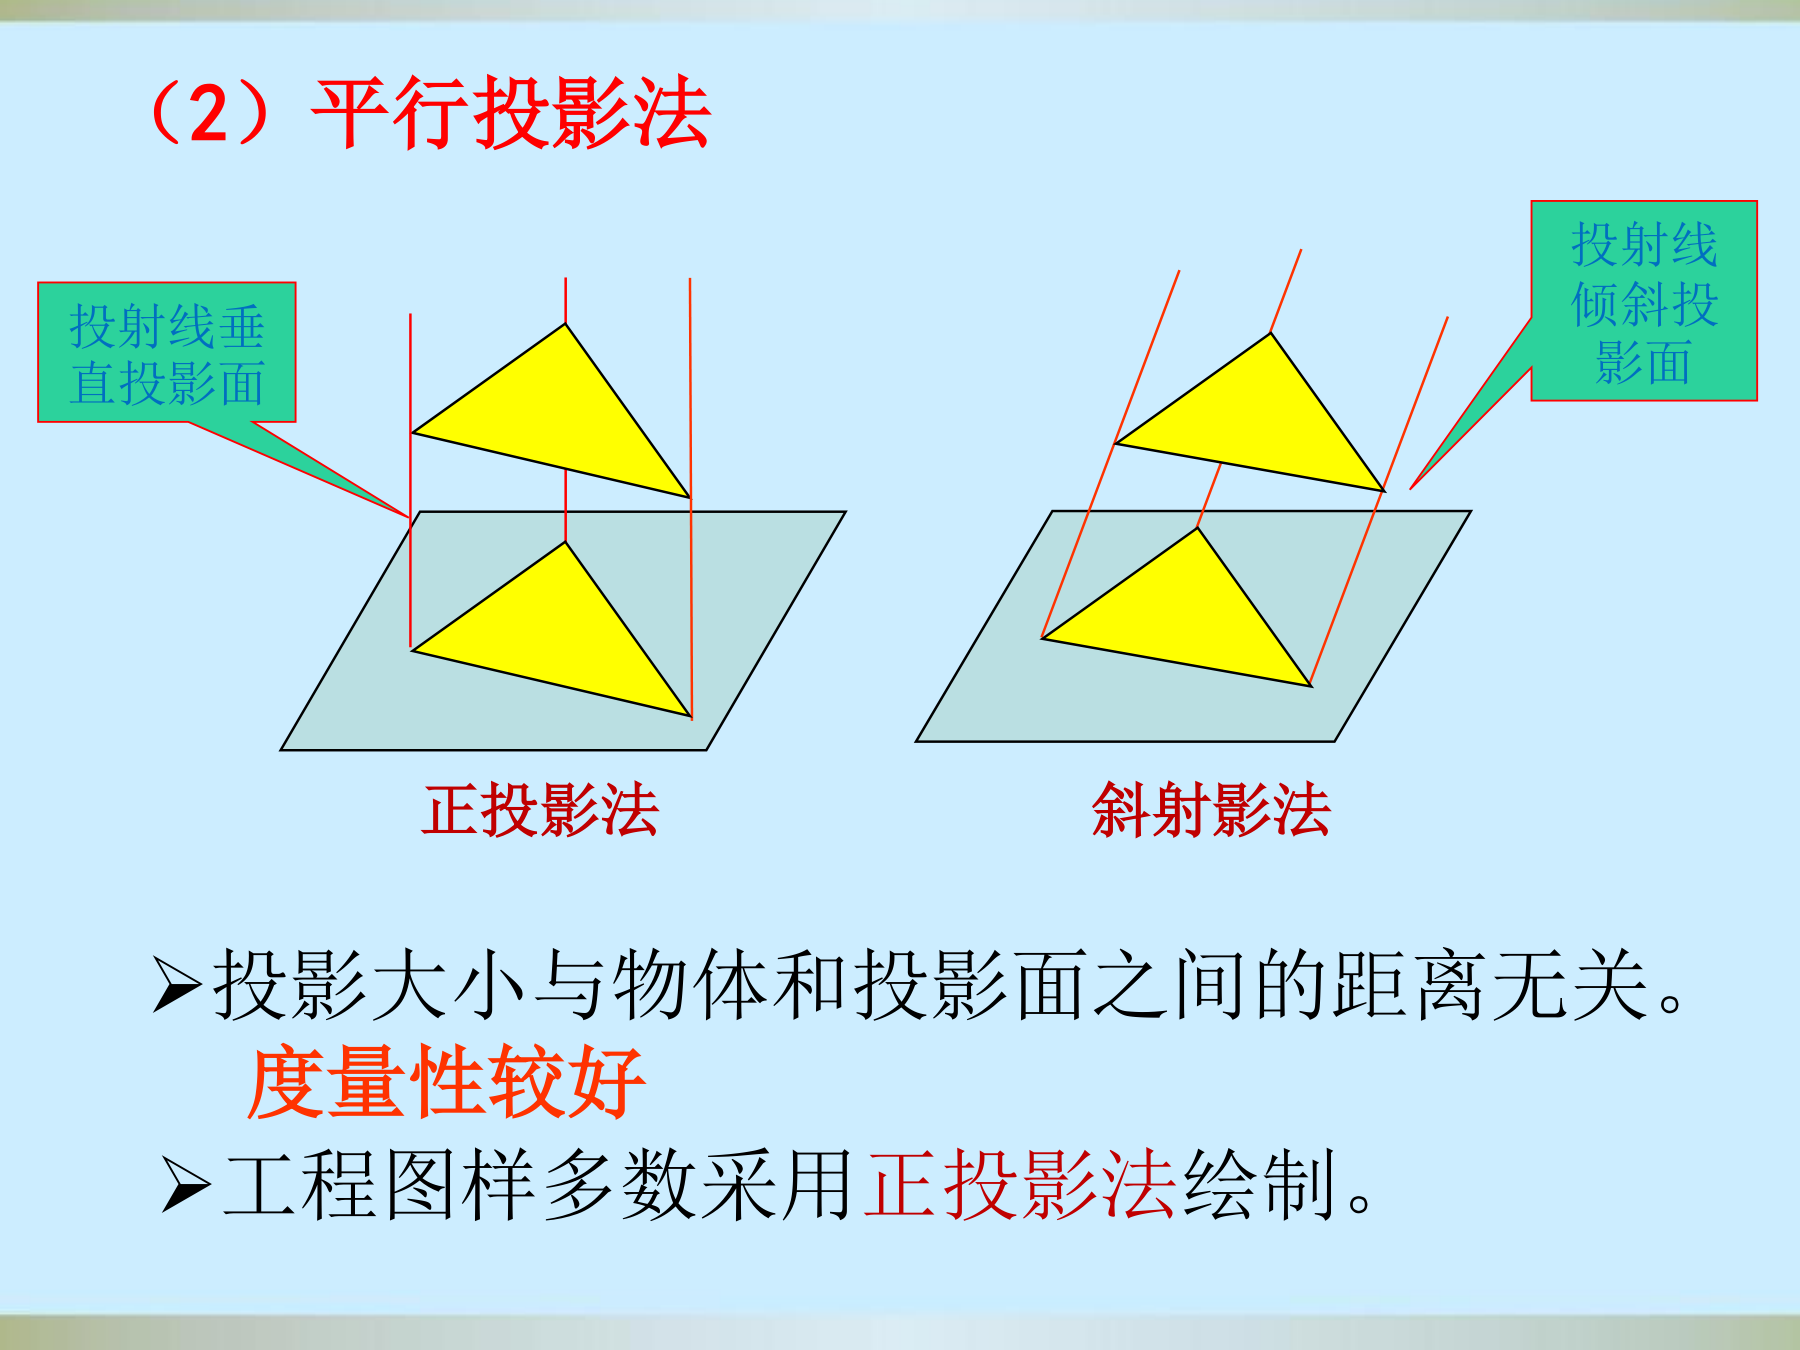 （2）平行投影法
投射线垂
直投影面
投射线
倾斜投
影面
正投影法
斜射影法
➢投影大小与物体和投影面之间的距离无关。
度量性较好
➢工程图样多数采用正投影法绘制。